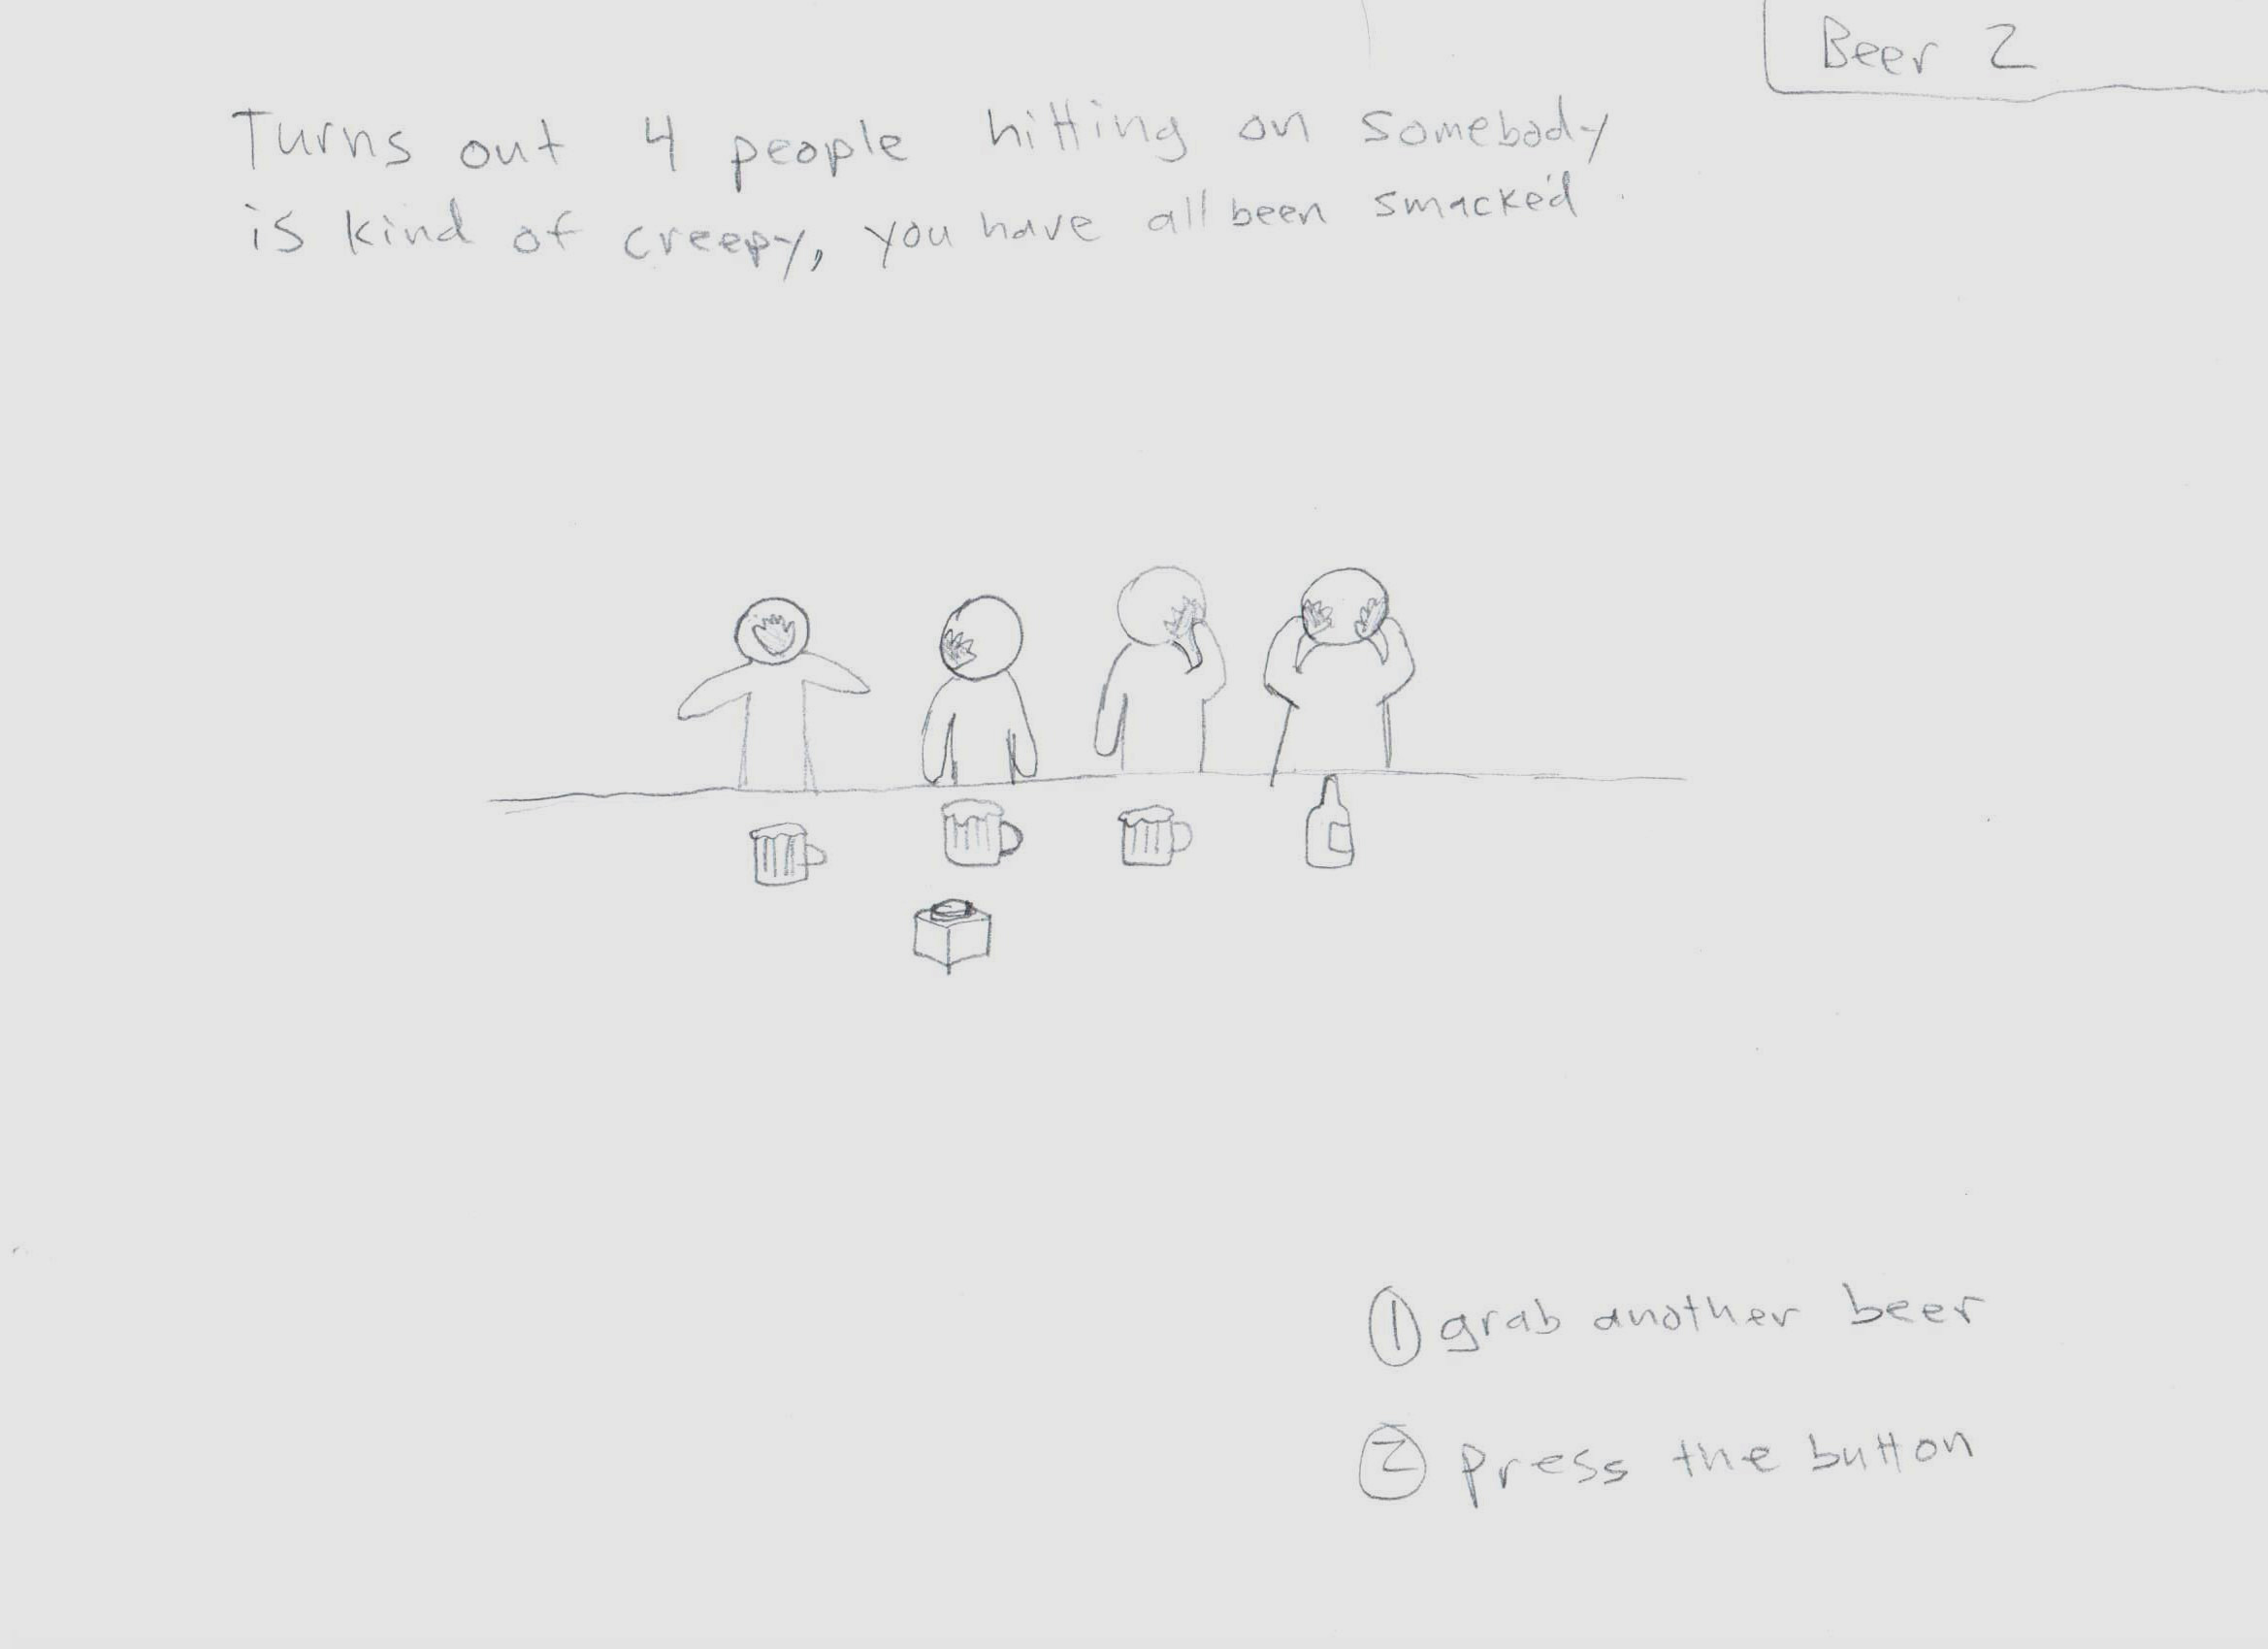 Beer 2
Turns out 4 people hitting on somebody
is kind of creepy, you have all been smacked.
① grab another beer
② press the button